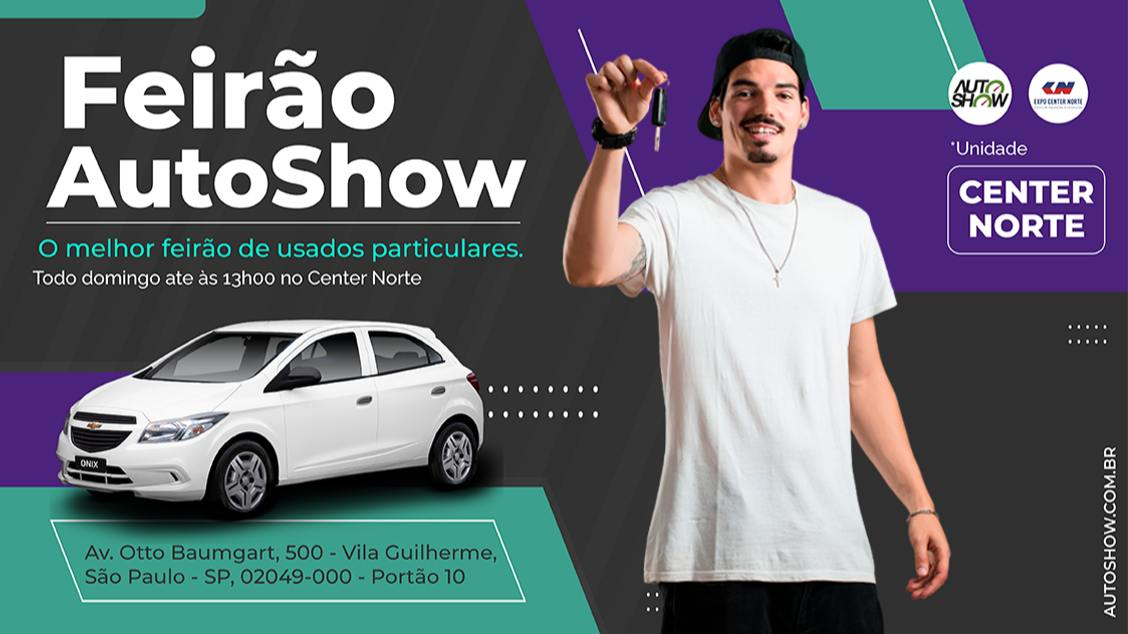 Feirão
AutoShow
O melhor feirão de usados particulares.
Todo domingo ate às 13h00 no Center Norte
AUTO
SHOW
CN
EXPO CENTER NORTE
*Unidade
CENTER
NORTE
ONIX
Av. Otto Baumgart, 500 - Vila Guilherme,
São Paulo - SP, 02049-000 - Portão 10
AUTOSHOW.COM.BR